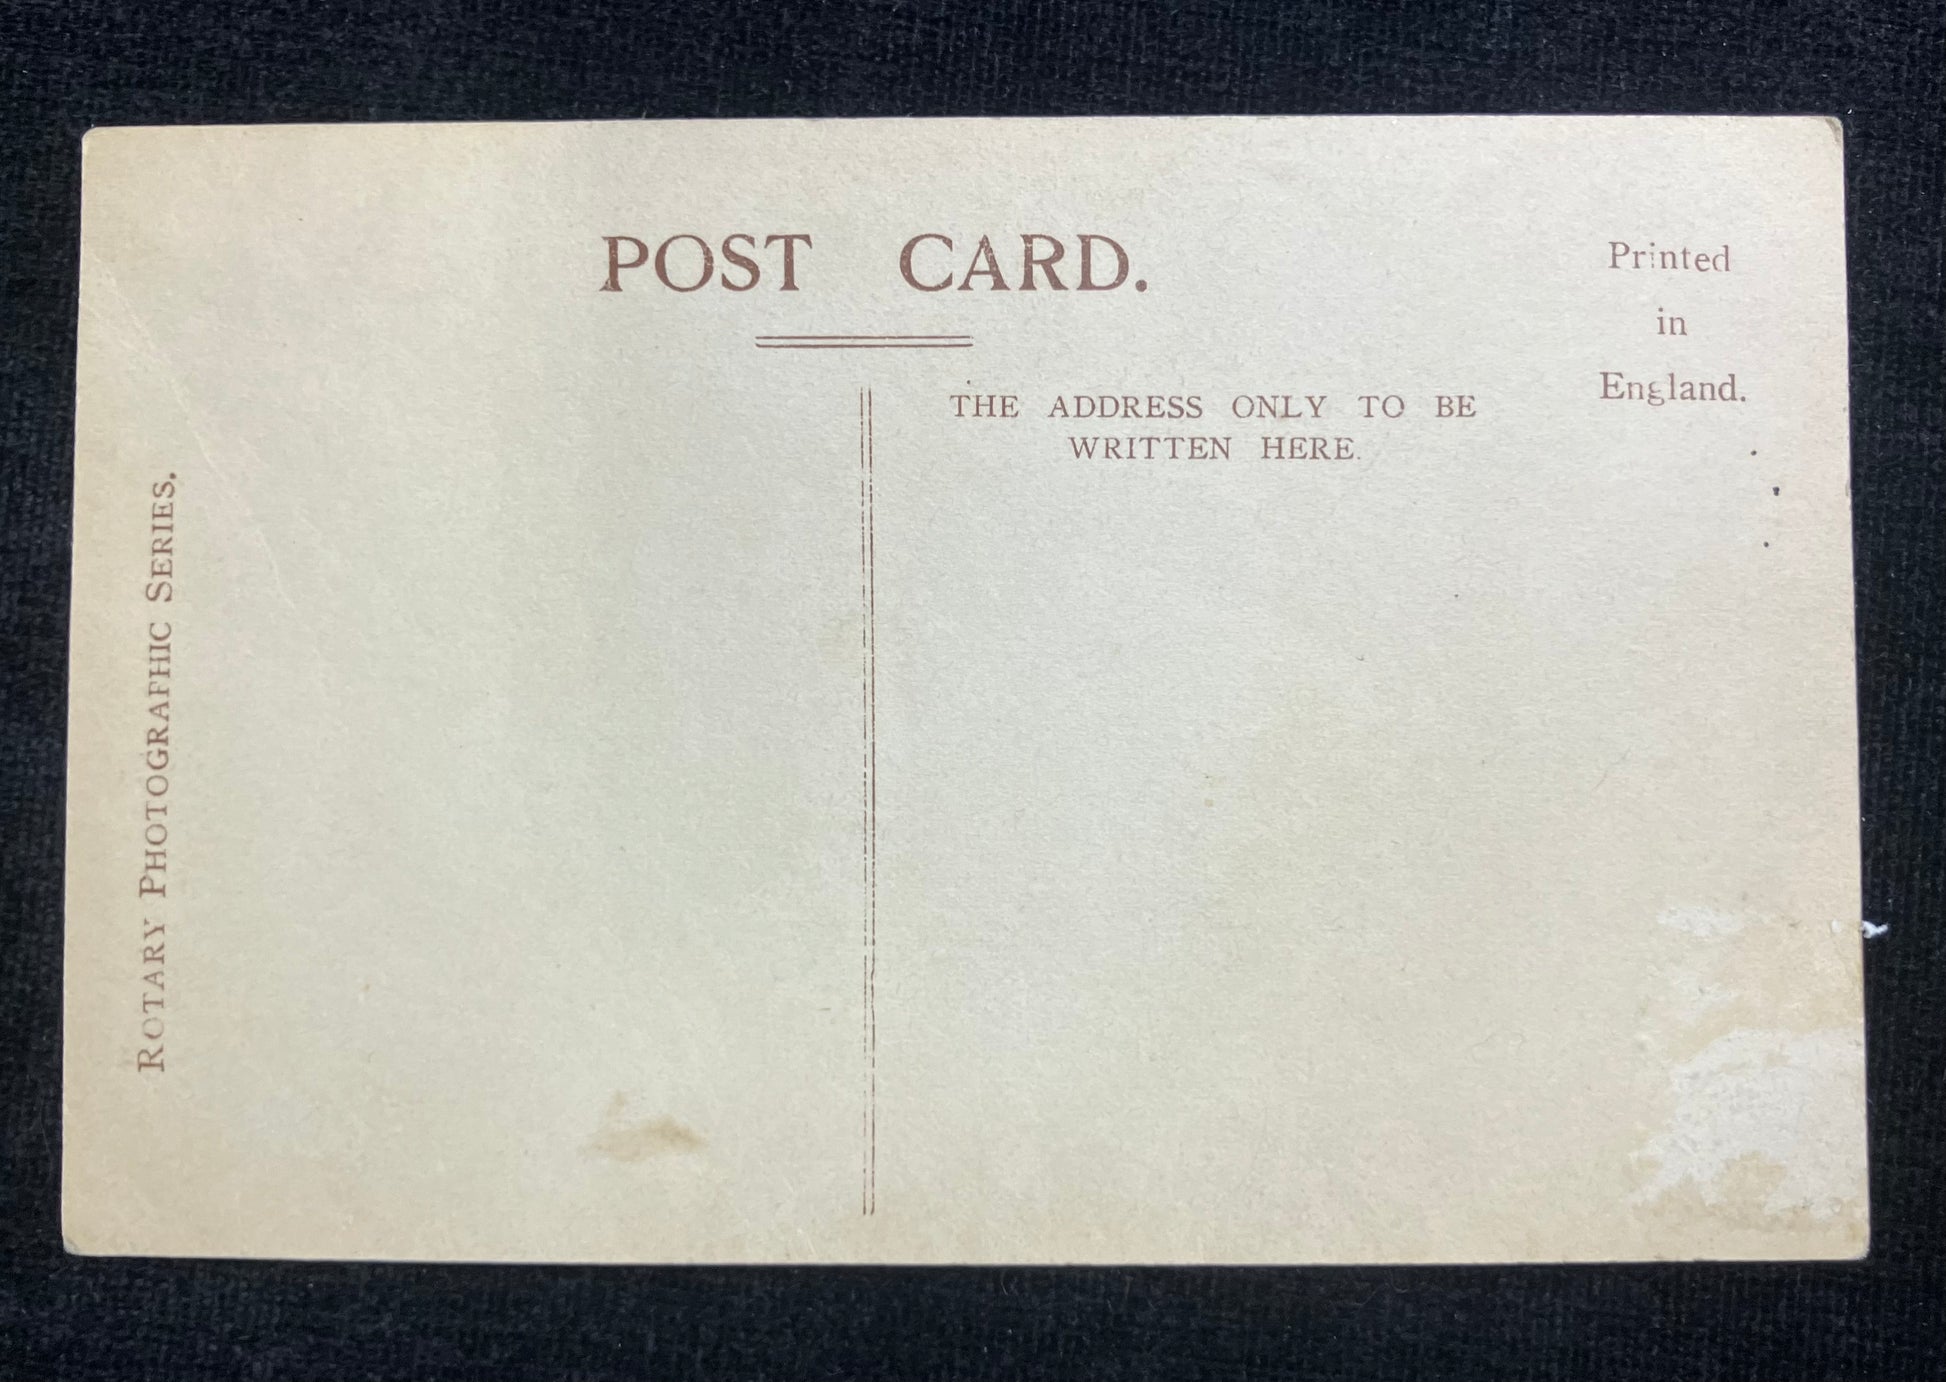 POST CARD.
Printed
in
England.
THE ADDRESS ONLY TO BE
WRITTEN HERE.
ROTARY PHOTOGRAPHIC SERIES.